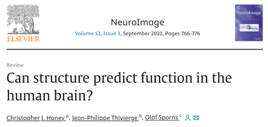 NeuroImage
Volume 52, Issue 3, September 2010, Pages 766-776
ELSEVIER
Review
Can structure predict function in the
human brain?
Christopher J. Honey a, Jean-Philippe Thivierge b, Olaf Sporns c